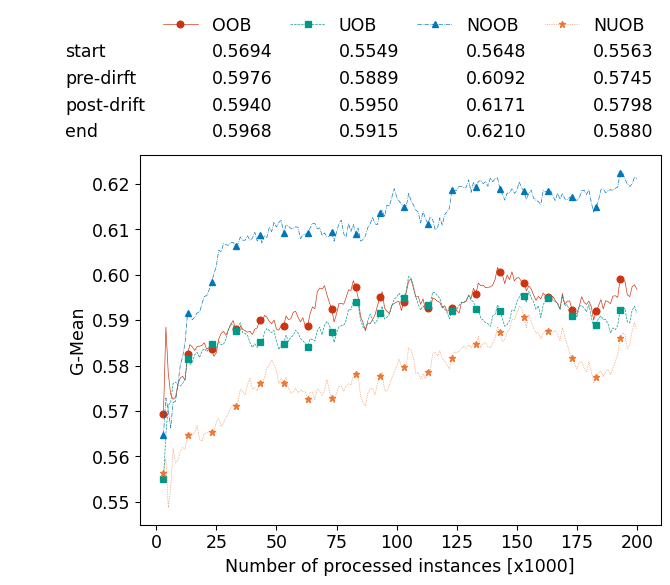 OOB UOB NOOB NUOB
start 0.5694 0.5549 0.5648 0.5563
pre-dirft 0.5976 0.5889 0.6092 0.5745
post-drift 0.5940 0.5950 0.6171 0.5798
end 0.5968 0.5915 0.6210 0.5880
0.62
0.61
0.60
0.59
0.58
0.57
0.56
0.55
G-Mean
0 25 50 75 100 125 150 175 200
Number of processed instances [x1000]